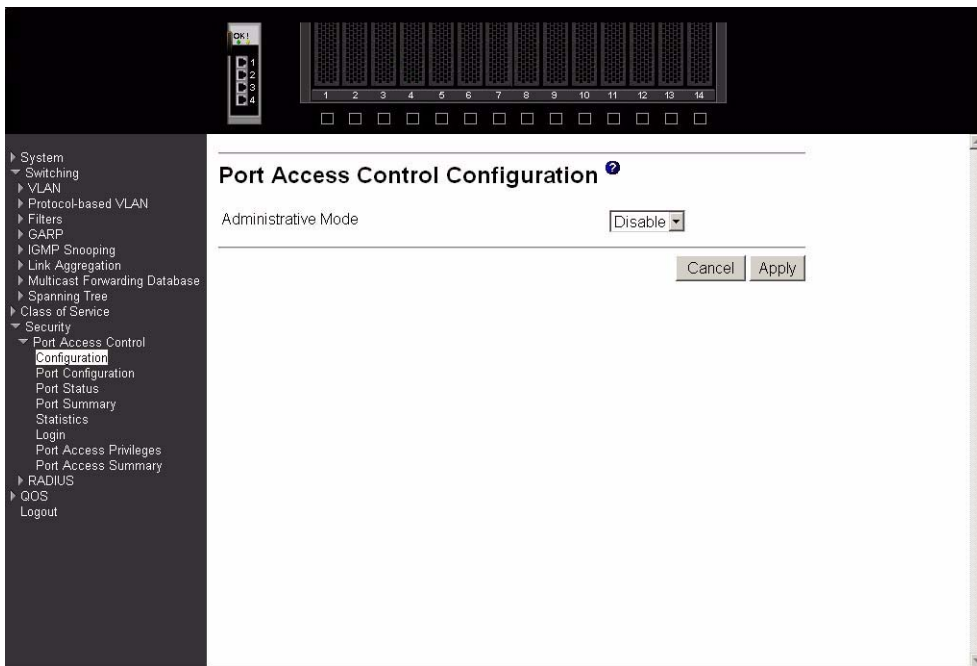 OK!
1
2
3
4
1 2 3 4 5 6 7 8 9 10 11 12 13 14
System
Switching
VLAN
Protocol-based VLAN
Filters
GARP
IGMP Snooping
Link Aggregation
Multicast Forwarding Database
Spanning Tree
Class of Service
Security
Port Access Control
Configuration
Port Configuration
Port Status
Port Summary
Statistics
Login
Port Access Privileges
Port Access Summary
RADIUS
QOS
Logout
Port Access Control Configuration ?
Administrative Mode Disable
Cancel Apply